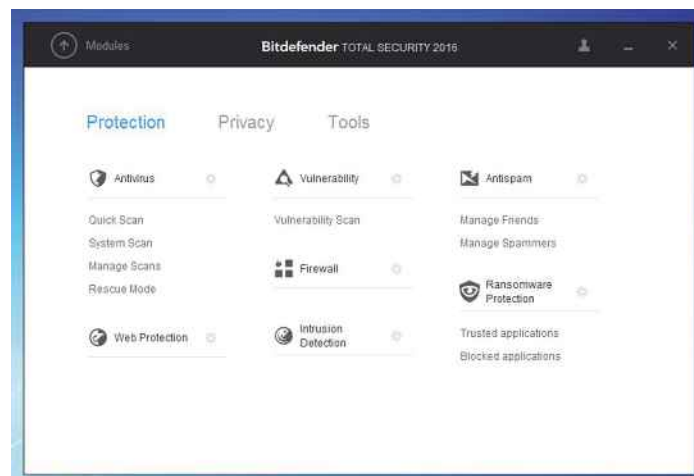 Modules
Bitdefender TOTAL SECURITY 2016
Protection
Privacy
Tools
Antivirus
Quick Scan
System Scan
Manage Scans
Rescue Mode
Web Protection
Vulnerability
Vulnerability Scan
Firewall
Intrusion
Detection
Antispam
Manage Friends
Manage Spammers
Ransomware
Protection
Trusted applications
Blocked applications